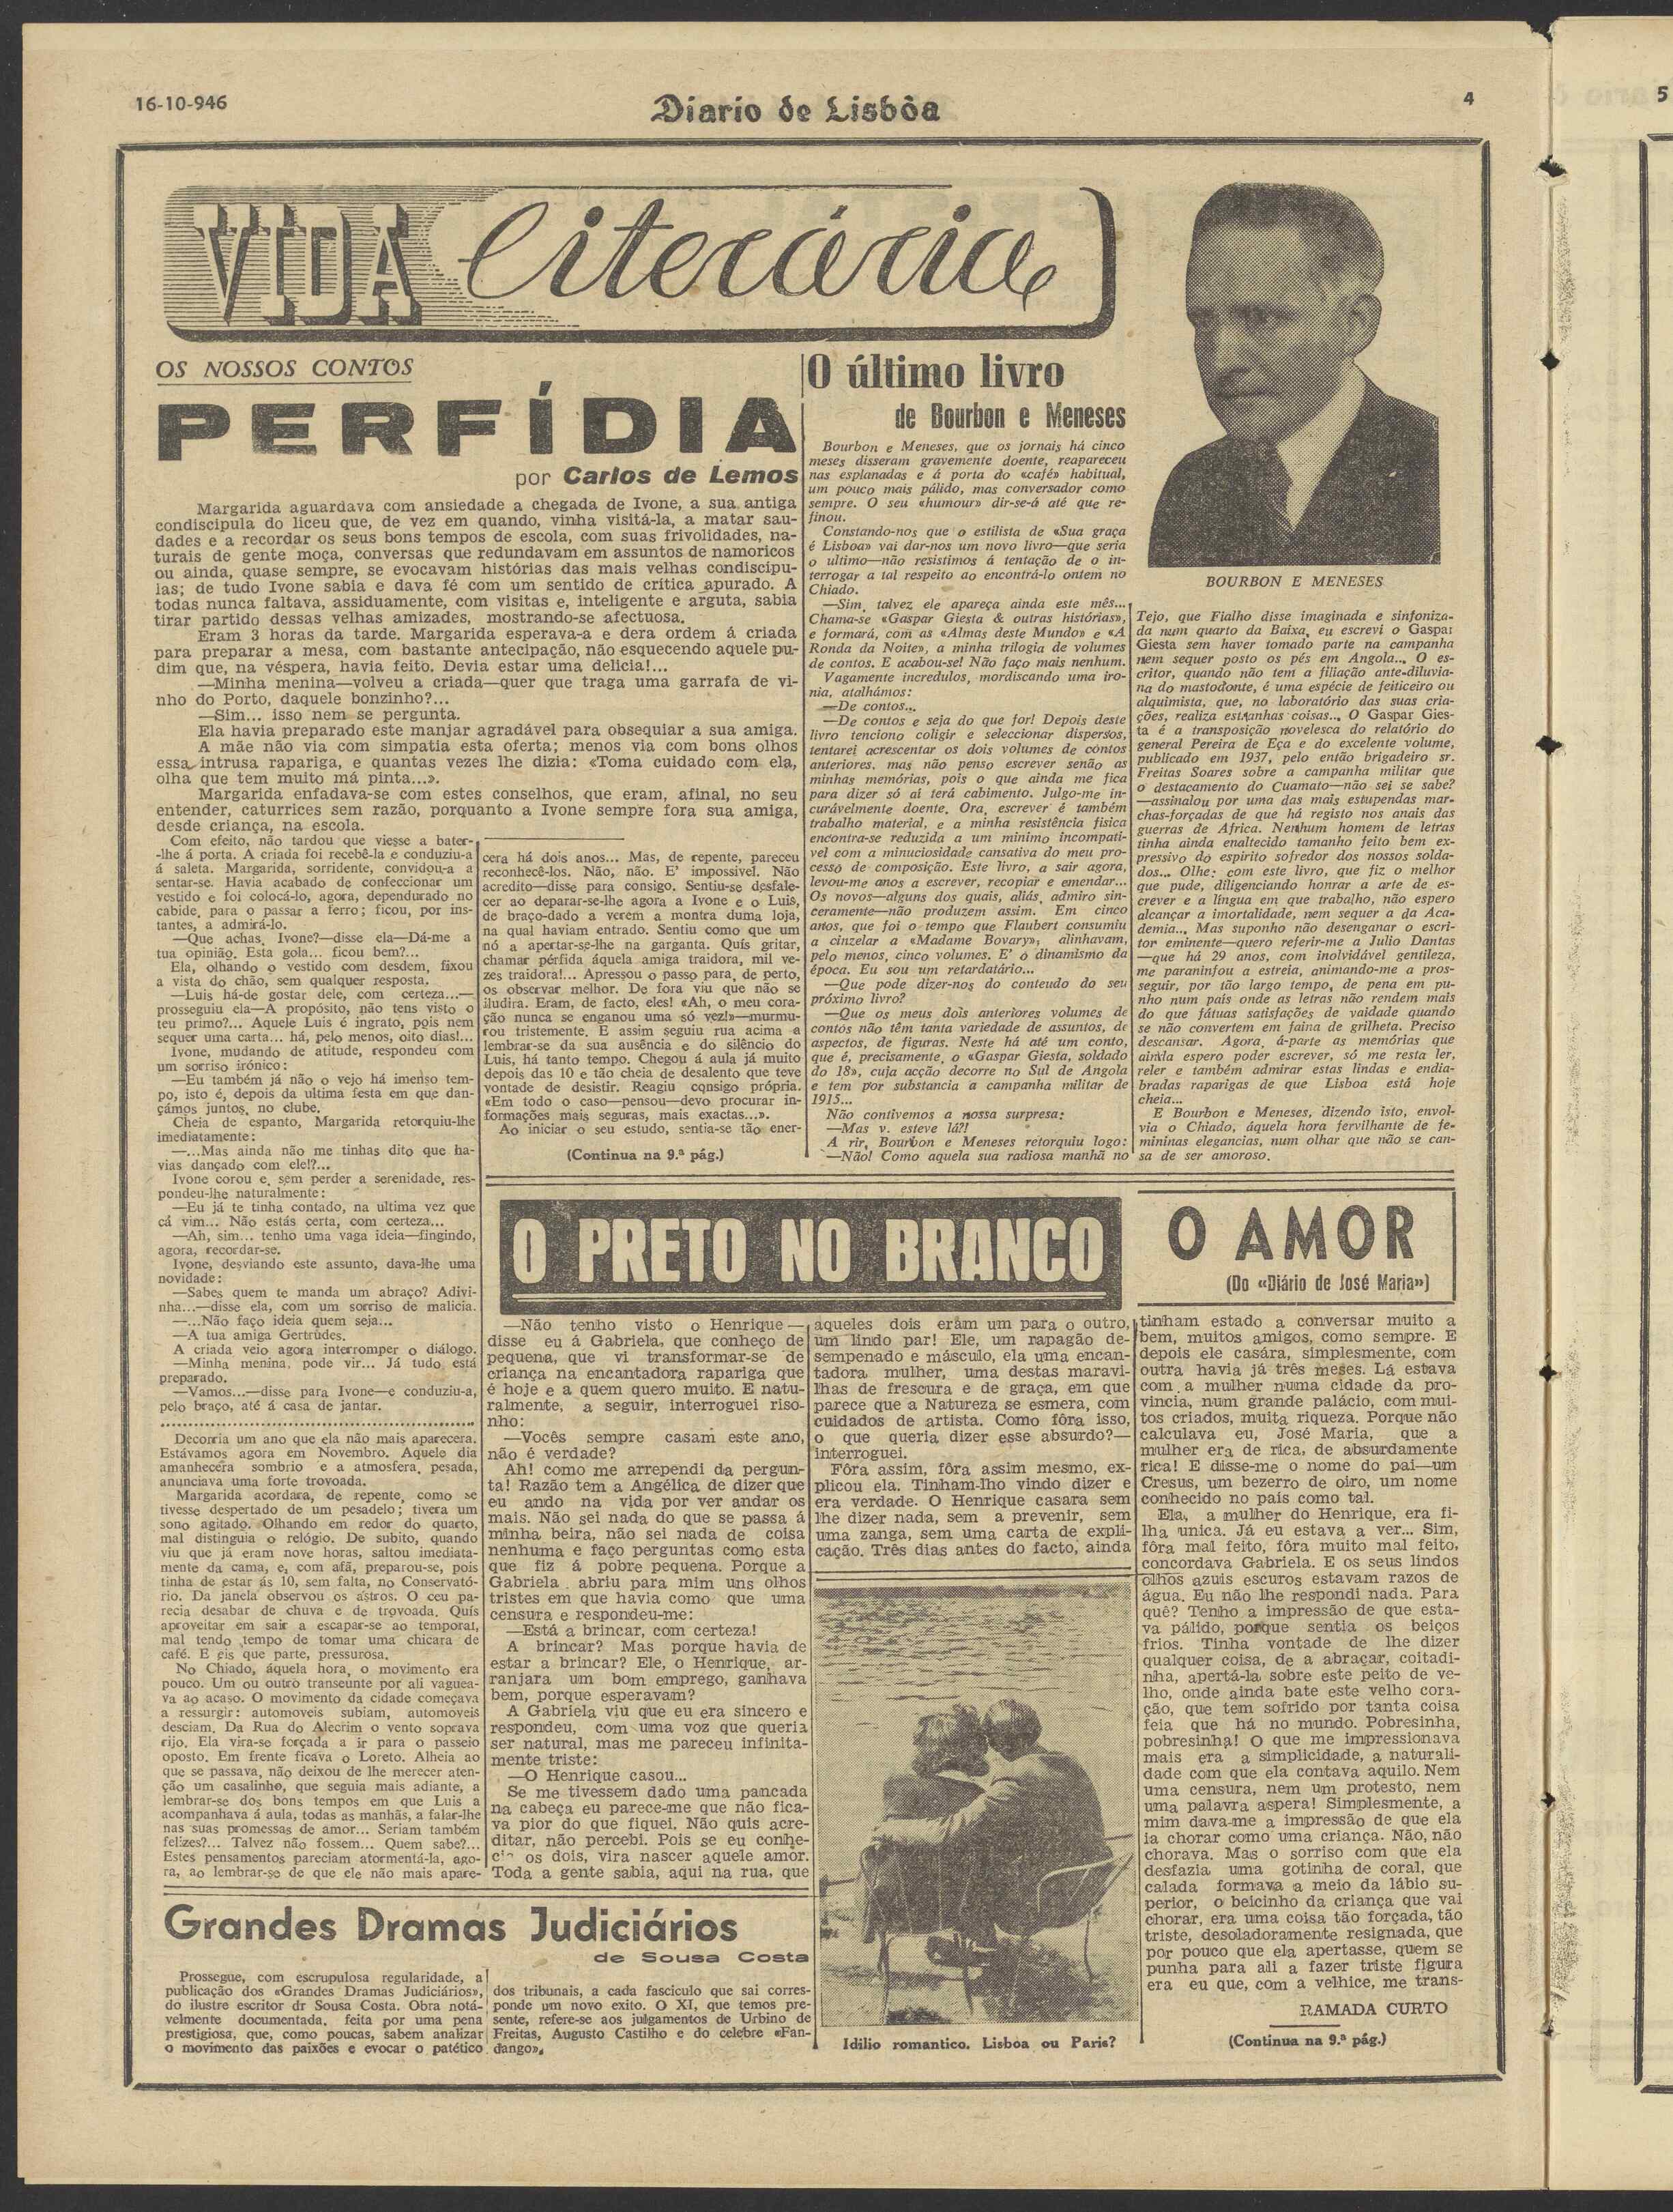 16-10-946
Diario de Lisbôa
4
5
VIDA Literária
OS NOSSOS CONTOS
PERFÍDIA
por Carlos de Lemos
Margarida aguardava com ansiedade a chegada de Ivone, a sua antiga
condiscipula do liceu que, de vez em quando, vinha visitá-la, a matar sau-
dades e a recordar os seus bons tempos de escola, com suas frivolidades, na-
turais de gente moça, conversas que redundavam em assuntos de namoricos
ou ainda, quase sempre, se evocavam histórias das mais velhas condiscipu-
las; de tudo Ivone sabia e dava fé com um sentido de critica apurado. A
todas nunca faltava, assiduamente, com visitas e, inteligente e arguta, sabia
tirar partido dessas velhas amizades, mostrando-se afectuosa.
Eram 3 horas da tarde. Margarida esperava-a e dera ordem á criada
para preparar a mesa, com bastante antecipação, não esquecendo aquele pu-
dim que, na véspera, havia feito. Devia estar uma delicia!...
—Minha menina—volveu a criada—quer que traga uma garrafa de vi-
nho do Porto, daquele bonzinho?...
—Sim... isso nem se pergunta.
Ela havia preparado este manjar agradável para obsequiar a sua amiga.
A mãe não via com simpatia esta oferta; menos via com bons olhos
essa intrusa rapariga, e quantas vezes lhe dizia: «Toma cuidado com ela,
olha que tem muito má pinta...».
Margarida enfadava-se com estes conselhos, que eram, afinal, no seu
entender, caturrices sem razão, porquanto a Ivone sempre fora sua amiga,
desde criança, na escola.
Com efeito, não tardou que viesse a bater-
-lhe á porta. A criada foi recebê-la e conduziu-a
á saleta. Margarida, sorridente, convidou-a a
sentar-se. Havia acabado de confeccionar um
vestido e foi colocá-lo, agora, dependurado no
cabide, para o passar a ferro; ficou, por ins-
tantes, a admirá-lo.
—Que achas, Ivone?—disse ela—Dá-me a
tua opinião. Esta gola... ficou bem?...
Ela, olhando o vestido com desdem, fixou
a vista do chão, sem qualquer resposta.
—Luis há-de gostar dele, com certeza...—
prosseguiu ela—A propósito, não tens visto o
teu primo?... Aquele Luis é ingrato, pois nem
sequer uma carta... há, pelo menos, oito dias!...
Ivone, mudando de atitude, respondeu com
um sorriso irónico:
—Eu também já não o vejo há imenso tem-
po, isto é, depois da ultima festa em que dan-
çámos juntos, no clube.
Cheia de espanto, Margarida retorquiu-lhe
imediatamente:
—...Mas ainda não me tinhas dito que ha-
vias dançado com ele!?...
Ivone corou e, sem perder a serenidade, res-
pondeu-lhe naturalmente:
—Eu já te tinha contado, na ultima vez que
cá vim... Não estás certa, com certeza...
—Ah, sim... tenho uma vaga ideia—fingindo,
agora, recordar-se.
Ivone, desviando este assunto, dava-lhe uma
novidade:
—Sabes quem te manda um abraço? Adivi-
nha...—disse ela, com um sorriso de malicia.
—...Não faço ideia quem seja...
—A tua amiga Gertrudes.
A criada veio agora interromper o diálogo.
—Minha menina, pode vir... Já tudo está
preparado.
—Vamos...—disse para Ivone—e conduziu-a,
pelo braço, até á casa de jantar.
Decorria um ano que ela não mais aparecera.
Estávamos agora em Novembro. Aquele dia
amanhecera sombrio e a atmosfera, pesada,
anunciava uma forte trovoada.
Margarida acordara, de repente, como se
tivesse despertado de um pesadelo; tivera um
sono agitado. Olhando em redor do quarto,
mal distinguia o relógio. De subito, quando
viu que já eram nove horas, saltou imediata-
mente da cama, e, com afã, preparou-se, pois
tinha de estar ás 10, sem falta, no Conservató-
rio. Da janela observou os astros. O ceu pa-
recia desabar de chuva e de trovoada. Quís
aproveitar em sair a escapar-se ao temporal,
mal tendo tempo de tomar uma chicara de
café. E eis que parte, pressurosa.
No Chiado, áquela hora, o movimento era
pouco. Um ou outro transeunte por ali vaguea-
va ao acaso. O movimento da cidade começava
a ressurgir: automoveis subiam, automoveis
desciam. Da Rua do Alecrim o vento soprava
rijo. Ela vira-se forçada a ir para o passeio
oposto. Em frente ficava o Loreto. Alheia ao
que se passava, não deixou de lhe merecer aten-
ção um casalinho, que seguia mais adiante, a
lembrar-se dos bons tempos em que Luis a
acompanhava á aula, todas as manhãs, a falar-lhe
nas suas promessas de amor... Seriam também
felizes?... Talvez não fossem... Quem sabe?...
Estes pensamentos pareciam atormentá-la, ago-
ra, ao lembrar-se de que ele não mais apare-
cera há dois anos... Mas, de repente, pareceu
reconhecê-los. Não, não. E' impossivel. Não
acredito—disse para consigo. Sentiu-se desfale-
cer ao deparar-se-lhe agora a Ivone e o Luis,
de braço-dado a verem a montra duma loja,
na qual haviam entrado. Sentiu como que um
nó a apertar-se-lhe na garganta. Quís gritar,
chamar pérfida áquela amiga traidora, mil ve-
zes traidora!... Apressou o passo para, de perto,
os observar melhor. De fora viu que não se
iludira. Eram, de facto, eles! «Ah, o meu cora-
ção nunca se enganou uma só vez!»—murmu-
rou tristemente. E assim seguiu rua acima a
lembrar-se da sua ausência e do silêncio do
Luis, há tanto tempo. Chegou á aula já muito
depois das 10 e tão cheia de desalento que teve
vontade de desistir. Reagiu consigo própria.
«Em todo o caso—pensou—devo procurar in-
formações mais seguras, mais exactas...».
Ao iniciar o seu estudo, sentia-se tão ener-
(Continua na 9.ª pág.)
O último livro
de Bourbon e Meneses
Bourbon e Meneses, que os jornais há cinco
meses disseram gravemente doente, reapareceu
nas esplanadas e á porta do «café» habitual,
um pouco mais pálido, mas conversador como
sempre. O seu «humour» dir-se-á até que re-
finou.
Constando-nos que o estilista de «Sua graça
é Lisboa» vai dar-nos um novo livro—que seria
o ultimo—não resistimos á tentação de o in-
terrogar a tal respeito ao encontrá-lo ontem no
Chiado.
—Sim, talvez ele apareça ainda este mês...
Chama-se «Gaspar Giesta & outras histórias»,
e formará, com as «Almas deste Mundo» e «A
Ronda da Noite», a minha trilogia de volumes
de contos. E acabou-se! Não faço mais nenhum.
Vagamente incredulos, mordiscando uma iro-
nia, atalhámos:
—De contos...
—De contos e seja do que for! Depois deste
livro tenciono coligir e seleccionar dispersos,
tentarei acrescentar os dois volumes de contos
anteriores, mas não penso escrever senão as
minhas memórias, pois o que ainda me fica
para dizer só aí terá cabimento. Julgo-me in-
curávelmente doente. Ora, escrever é também
trabalho material, e a minha resistência fisica
encontra-se reduzida a um minimo incompati-
vel com a minuciosidade cansativa do meu pro-
cesso de composição. Este livro, a sair agora,
levou-me anos a escrever, recopiar e emendar...
Os novos—alguns dos quais, aliás, admiro sin-
ceramente—não produzem assim. Em cinco
anos, que foi o tempo que Flaubert consumiu
a cinzelar a «Madame Bovary», alinhavam,
pelo menos, cinco volumes. E' o dinamismo da
época. Eu sou um retardatário...
—Que pode dizer-nos do conteudo do seu
próximo livro?
—Que os meus dois anteriores volumes de
contos não têm tanta variedade de assuntos, de
aspectos, de figuras. Neste há até um conto,
que é, precisamente, o «Gaspar Giesta, soldado
do 18», cuja acção decorre no Sul de Angola
e tem por substancia a campanha militar de
1915...
Não contivemos a nossa surpresa:
—Mas v. esteve lá?!
A rir, Bourbon e Meneses retorquiu logo:
—Não! Como aquela sua radiosa manhã no
BOURBON E MENESES
Tejo, que Fialho disse imaginada e sinfoniza-
da num quarto da Baixa, eu escrevi o Gaspar
Giesta sem haver tomado parte na campanha
nem sequer posto os pés em Angola... O es-
critor, quando não tem a filiação ante-diluvia-
na do mastodonte, é uma espécie de feiticeiro ou
alquimista, que, no laboratório das suas cria-
ções, realiza estranhas coisas... O Gaspar Gies-
ta é a transposição novelesca do relatório do
general Pereira de Eça e do excelente volume,
publicado em 1937, pelo então brigadeiro sr.
Freitas Soares sobre a campanha militar que
o destacamento do Cuamato—não sei se sabe?
—assinalou por uma das mais estupendas mar-
chas-forçadas de que há registo nos anais das
guerras de Africa. Nenhum homem de letras
tinha ainda enaltecido tamanho feito bem ex-
pressivo do espirito sofredor dos nossos solda-
dos... Olhe: com este livro, que fiz o melhor
que pude, diligenciando honrar a arte de es-
crever e a língua em que trabalho, não espero
alcançar a imortalidade, nem sequer a da Aca-
demia... Mas suponho não desenganar o escri-
tor eminente—quero referir-me a Julio Dantas
—que há 29 anos, com inolvidável gentileza,
me paraninfou a estreia, animando-me a pros-
seguir, por tão largo tempo, de pena em pu-
nho num país onde as letras não rendem mais
do que fátuas satisfações de vaidade quando
se não convertem em faina de grilheta. Preciso
descansar. Agora, á-parte as memórias que
ainda espero poder escrever, só me resta ler,
reler e também admirar estas lindas e endia-
bradas raparigas de que Lisboa está hoje
cheia...
E Bourbon e Meneses, dizendo isto, envol-
via o Chiado, áquela hora fervilhante de fe-
mininas elegancias, num olhar que não se can-
sa de ser amoroso.
O PRETO NO BRANCO
O AMOR
(Do «Diário de José Maria»)
—Não tenho visto o Henrique—
disse eu á Gabriela, que conheço de
pequena, que vi transformar-se de
criança na encantadora rapariga que
é hoje e a quem quero muito. E natu-
ralmente, a seguir, interroguei riso-
nho:
—Vocês sempre casam este ano,
não é verdade?
Ah! como me arrependi da pergun-
ta! Razão tem a Angélica de dizer que
eu ando na vida por ver andar os
mais. Não sei nada do que se passa á
minha beira, não sei nada de coisa
nenhuma e faço perguntas como esta
que fiz á pobre pequena. Porque a
Gabriela abriu para mim uns olhos
tristes em que havia como que uma
censura e respondeu-me:
—Está a brincar, com certeza!
A brincar? Mas porque havia de
estar a brincar? Ele, o Henrique, ar-
ranjara um bom emprego, ganhava
bem, porque esperavam?
A Gabriela viu que eu era sincero e
respondeu, com uma voz que queria
ser natural, mas me pareceu infinita-
mente triste:
—O Henrique casou...
Se me tivessem dado uma pancada
na cabeça eu parece-me que não fica-
va pior do que fiquei. Não quis acre-
ditar, não percebi. Pois se eu conhe-
cia os dois, vira nascer aquele amor.
Toda a gente sabia, aqui na rua, que
aqueles dois eram um para o outro,
um lindo par! Ele, um rapagão de-
sempenado e másculo, ela uma encan-
tadora mulher, uma destas maravi-
lhas de frescura e de graça, em que
parece que a Natureza se esmera, com
cuidados de artista. Como fôra isso,
o que queria dizer esse absurdo?—
interroguei.
Fôra assim, fôra assim mesmo, ex-
plicou ela. Tinham-lho vindo dizer e
era verdade. O Henrique casara sem
lhe dizer nada, sem a prevenir, sem
uma zanga, sem uma carta de expli-
cação. Três dias antes do facto, ainda
Idilio romantico. Lisboa ou Paris?
tinham estado a conversar muito a
bem, muitos amigos, como sempre. E
depois ele casára, simplesmente, com
outra havia já três meses. Lá estava
com a mulher numa cidade da pro-
vincia, num grande palácio, com mui-
tos criados, muita riqueza. Porque não
calculava eu, José Maria, que a
mulher era de rica, de absurdamente
rica! E disse-me o nome do pai—um
Cresus, um bezerro de oiro, um nome
conhecido no país como tal.
Ela, a mulher do Henrique, era fi-
lha unica. Já eu estava a ver... Sim,
fôra mal feito, fôra muito mal feito,
concordava Gabriela. E os seus lindos
olhos azuis escuros estavam razos de
água. Eu não lhe respondi nada. Para
quê? Tenho a impressão de que esta-
va pálido, porque sentia os beiços
frios. Tinha vontade de lhe dizer
qualquer coisa, de a abraçar, coitadi-
nha, apertá-la sobre este peito de ve-
lho, onde ainda bate este velho cora-
ção, que tem sofrido por tanta coisa
feia que há no mundo. Pobresinha,
pobresinha! O que me impressionava
mais era a simplicidade, a naturali-
dade com que ela contava aquilo. Nem
uma censura, nem um protesto, nem
uma palavra aspera! Simplesmente, a
mim dava-me a impressão de que ela
ia chorar como uma criança. Não, não
chorava. Mas o sorriso com que ela
desfazia uma gotinha de coral, que
calada formava a meio da lábio su-
perior, o beicinho da criança que vai
chorar, era uma coisa tão forçada, tão
triste, desoladoramente resignada, que
por pouco que ela apertasse, quem se
punha para ali a fazer triste figura
era eu que, com a velhice, me trans-
RAMADA CURTO
(Continua na 9.ª pág.)
Grandes Dramas Judiciários
de Sousa Costa
Prossegue, com escrupulosa regularidade, a
publicação dos «Grandes Dramas Judiciários»,
do ilustre escritor dr Sousa Costa. Obra notá-
velmente documentada, feita por uma pena
prestigiosa, que, como poucas, sabem analizar
o movimento das paixões e evocar o patético
dos tribunais, a cada fasciculo que sai corres-
ponde um novo exito. O XI, que temos pre-
sente, refere-se aos julgamentos de Urbino de
Freitas, Augusto Castilho e do celebre «Fan-
dango».